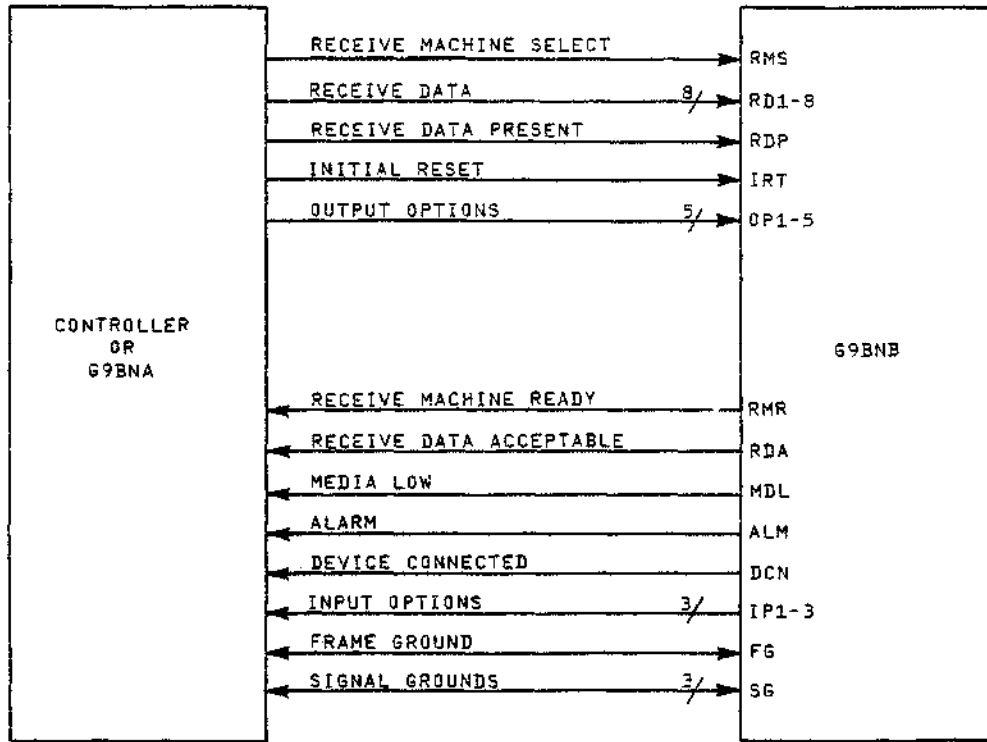 RECEIVE MACHINE SELECT RMS
RECEIVE DATA 8/ RD1-8
RECEIVE DATA PRESENT RDP
INITIAL RESET IRT
OUTPUT OPTIONS 5/ OP1-5
CONTROLLER
OR
G9BNA
G9BNB
RECEIVE MACHINE READY RMR
RECEIVE DATA ACCEPTABLE RDA
MEDIA LOW MDL
ALARM ALM
DEVICE CONNECTED DCN
INPUT OPTIONS 3/ IP1-3
FRAME GROUND FG
SIGNAL GROUNDS 3/ SG